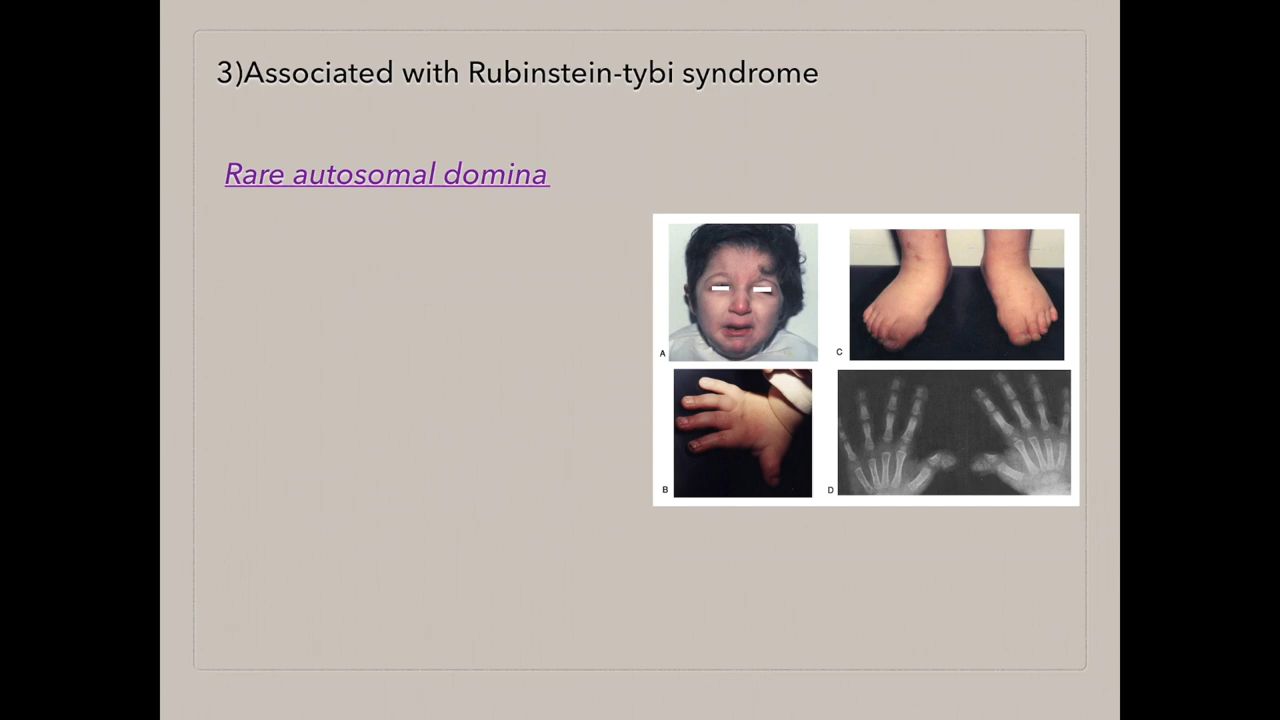 3)Associated with Rubinstein-tybi syndrome
Rare autosomal domina
A
C
B
D